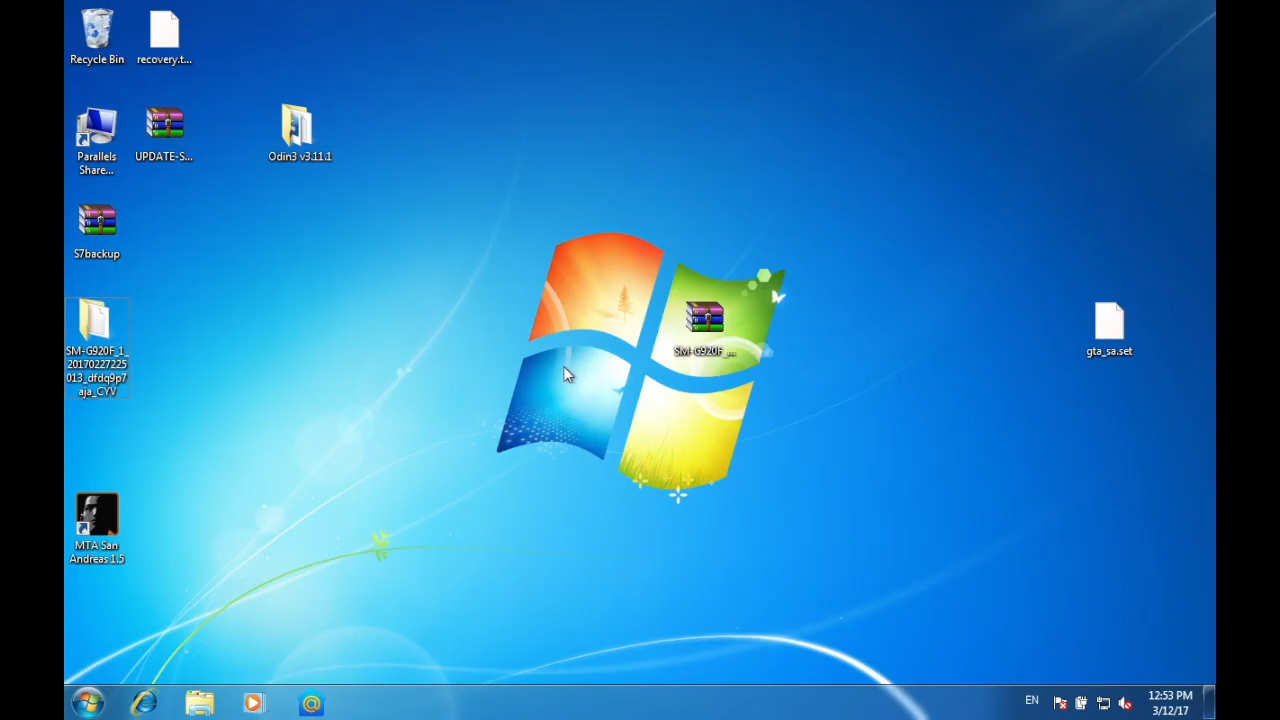 Recycle Bin
recovery.t...
Parallels
Share...
UPDATE-S...
Odin3 v3.11.1
S7backup
SM-G920F_1_
20170227225
013_dfdq9p7
aja_CYV
SM-G920F_...
gta_sa.set
MTA San
Andreas 1.5
EN
12:53 PM
3/12/17